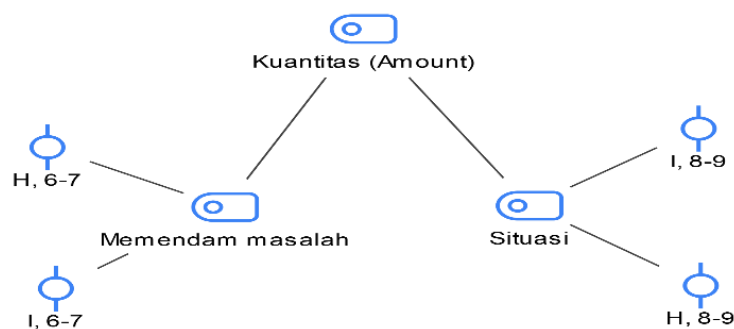 Kuantitas (Amount)
H, 6-7
I, 8-9
Memendam masalah
Situasi
I, 6-7
H, 8-9